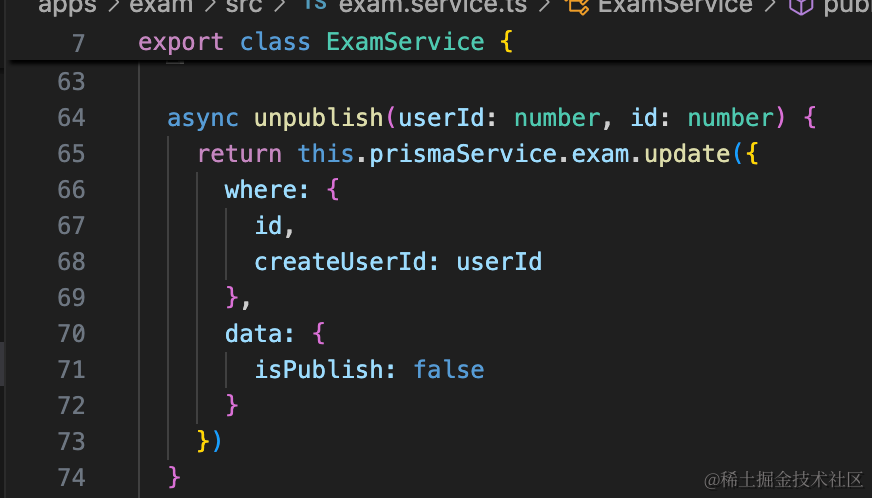 apps > exam > src > TS exam.service.ts > ExamService > pub
7 export class ExamService {
63
64 async unpublish(userId: number, id: number) {
65 return this.prismaService.exam.update({
66 where: {
67 id,
68 createUserId: userId
69 },
70 data: {
71 isPublish: false
72 }
73 })
74 }
@稀土掘金技术社区